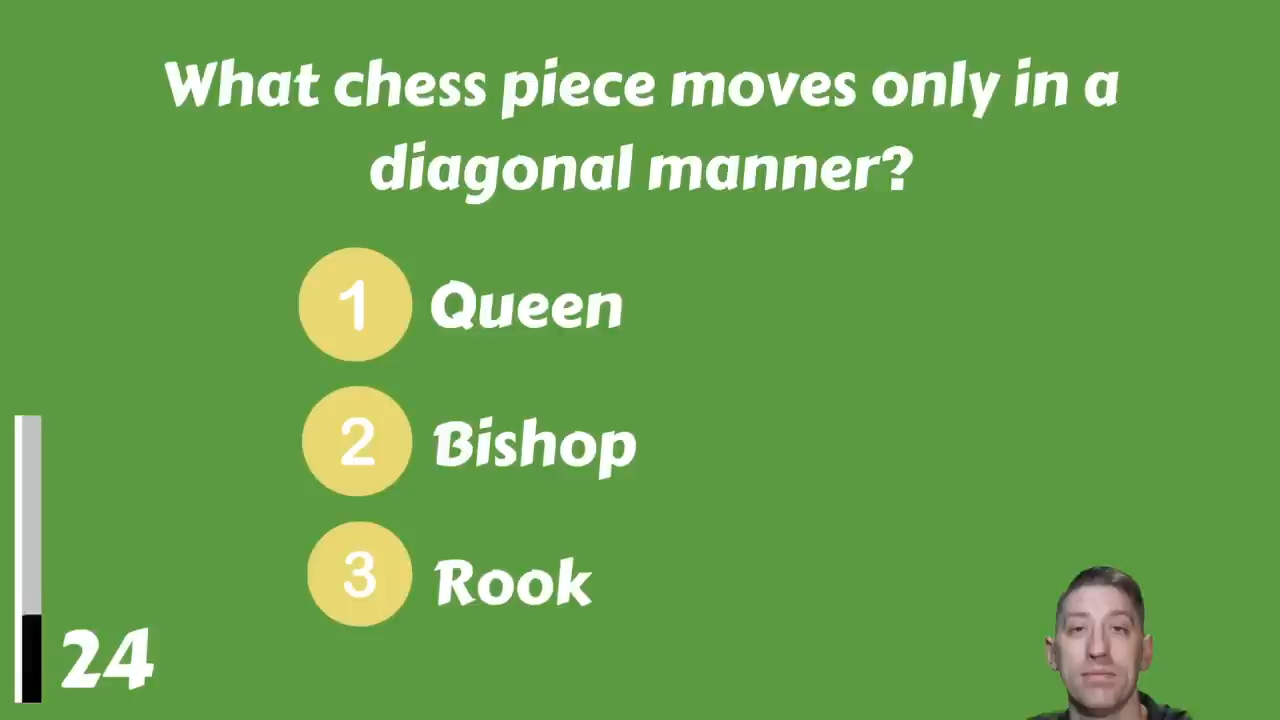 What chess piece moves only in a
diagonal manner?
1 Queen
2 Bishop
3 Rook
24